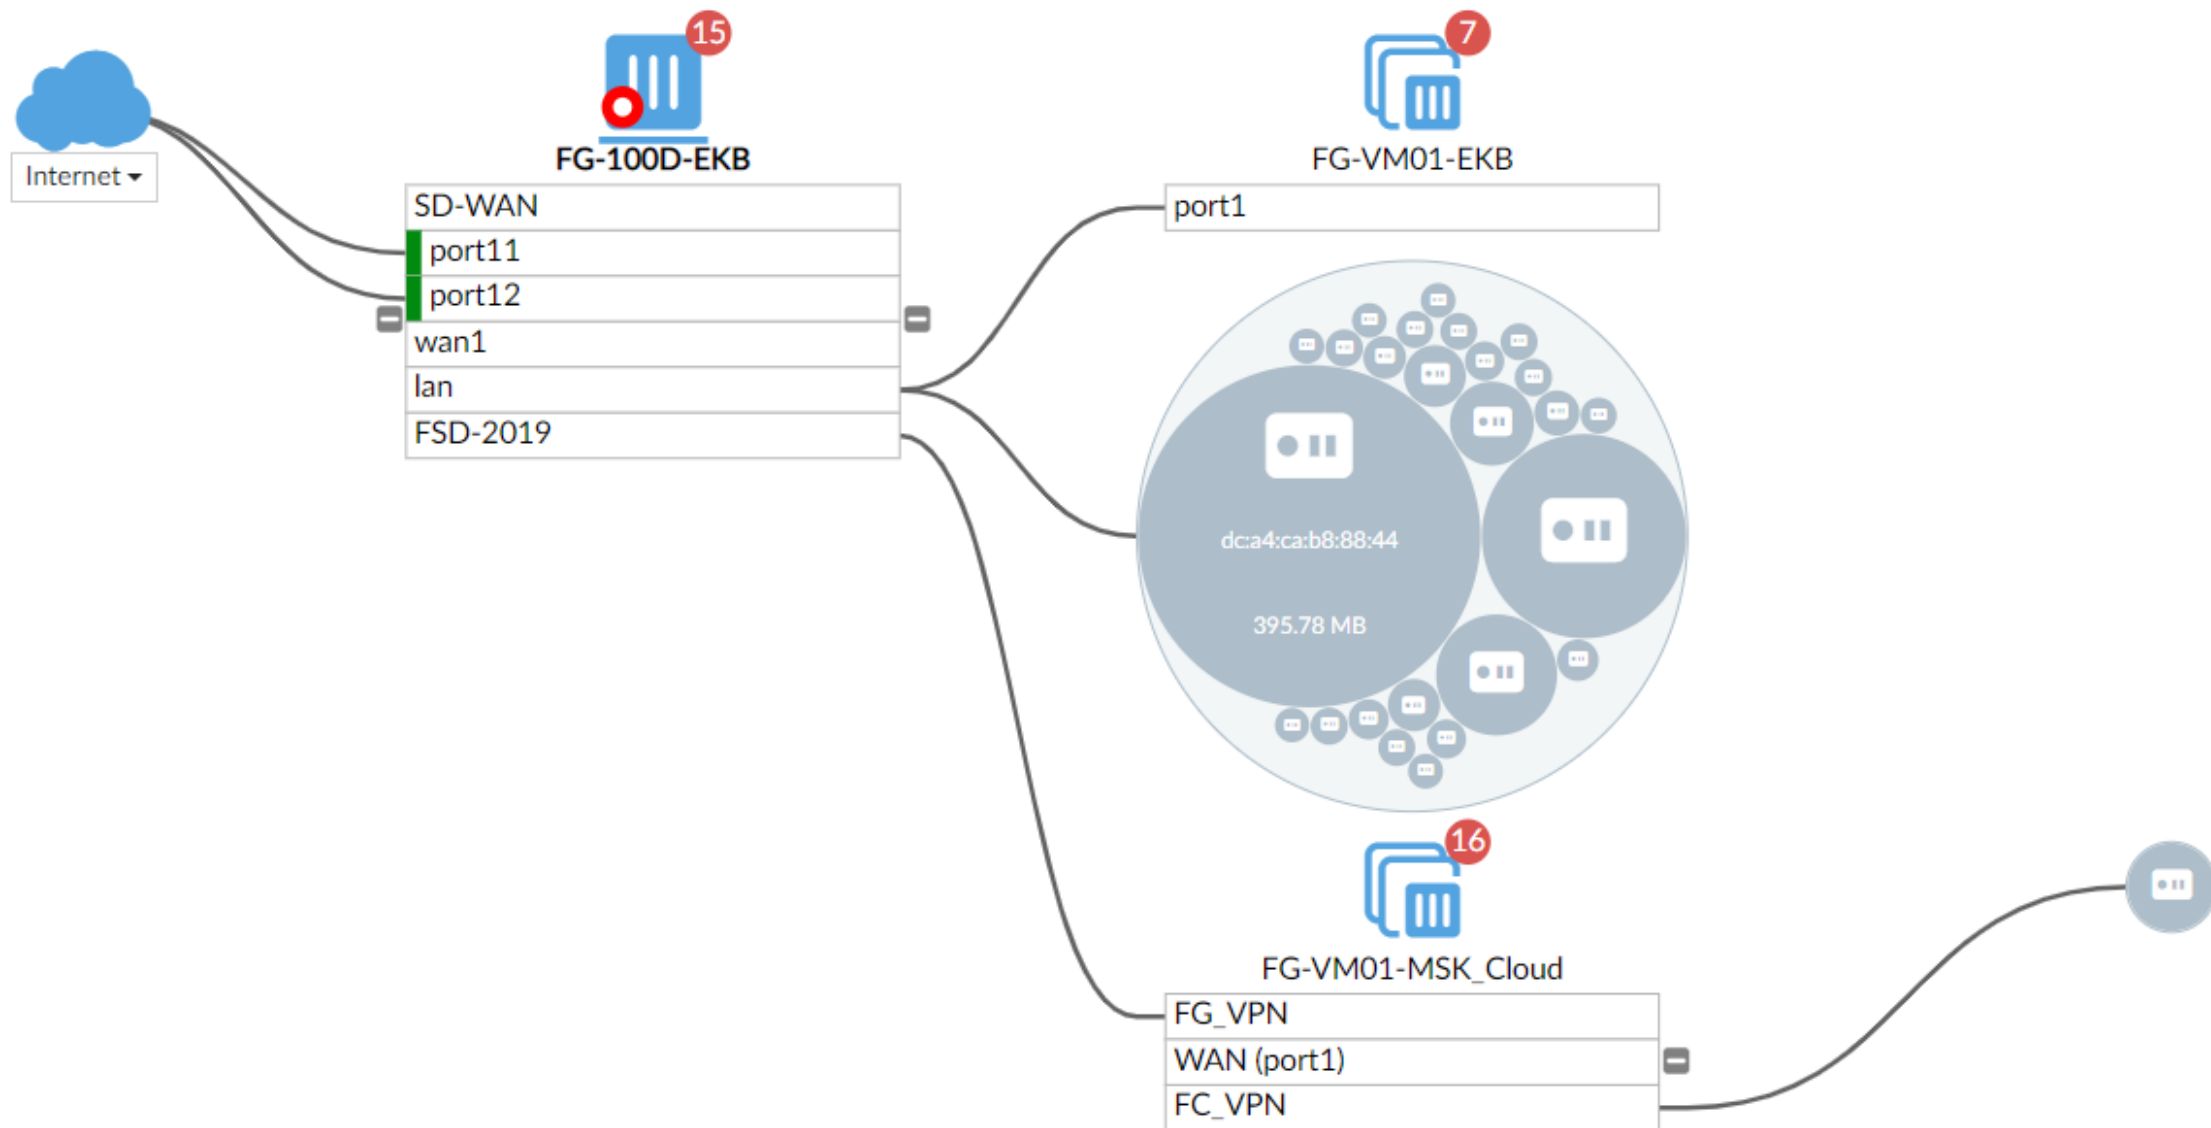 Internet
15
FG-100D-EKB
SD-WAN
port11
port12
wan1
lan
FSD-2019
7
FG-VM01-EKB
port1
dc:a4:ca:b8:88:44
395.78 MB
16
FG-VM01-MSK_Cloud
FG_VPN
WAN (port1)
FC_VPN